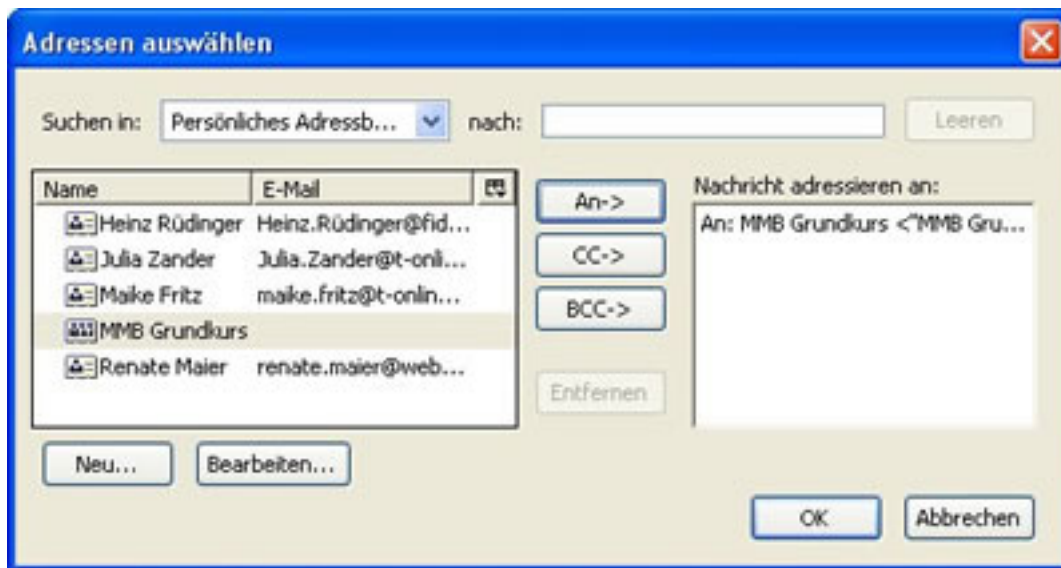 Adressen auswählen
Suchen in: Persönliches Adressb... nach: Leeren
Name E-Mail
Heinz Rüdinger Heinz.Rüdinger@fid...
Julia Zander Julia.Zander@t-onli...
Maike Fritz maike.fritz@t-onlin...
MMB Grundkurs
Renate Maier renate.maier@web...
An->
CC->
BCC->
Entfernen
Nachricht adressieren an:
An: MMB Grundkurs <"MMB Gru...
Neu... Bearbeiten...
OK Abbrechen